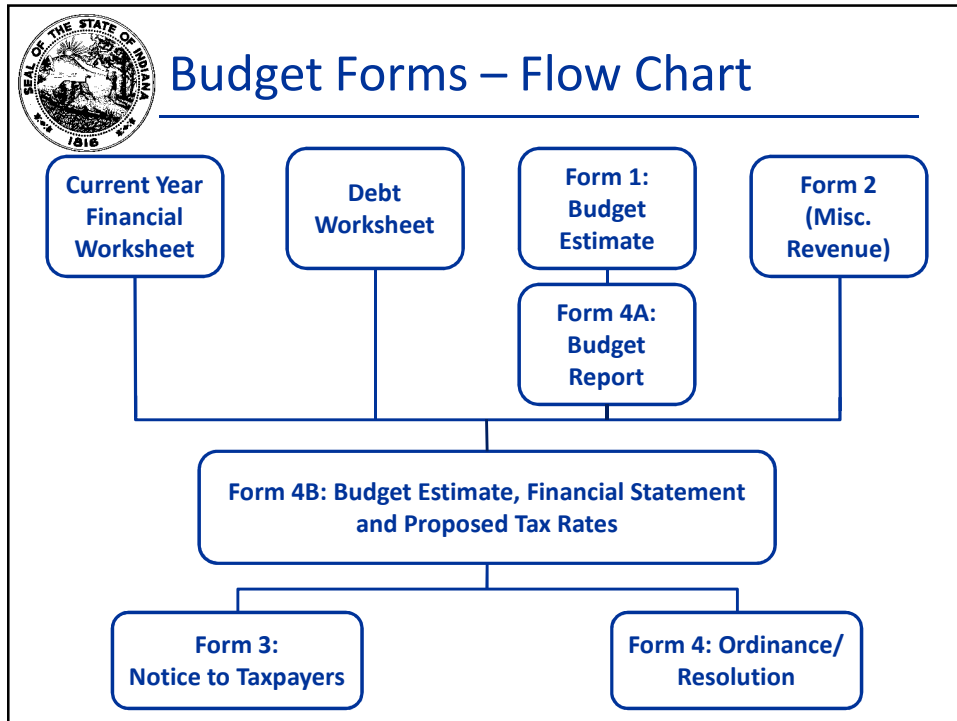 SEAL OF THE STATE OF INDIANA
1816
Budget Forms – Flow Chart
Current Year
Financial
Worksheet
Debt
Worksheet
Form 1:
Budget
Estimate
Form 2
(Misc.
Revenue)
Form 4A:
Budget
Report
Form 4B: Budget Estimate, Financial Statement
and Proposed Tax Rates
Form 3:
Notice to Taxpayers
Form 4: Ordinance/
Resolution